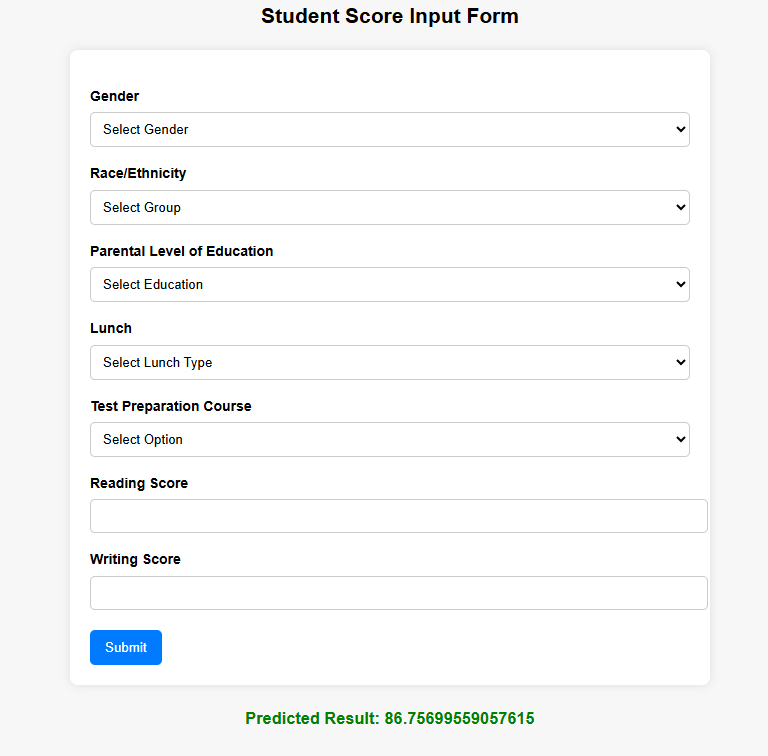 Student Score Input Form
Gender
Select Gender
Race/Ethnicity
Select Group
Parental Level of Education
Select Education
Lunch
Select Lunch Type
Test Preparation Course
Select Option
Reading Score
Writing Score
Submit
Predicted Result: 86.75699559057615